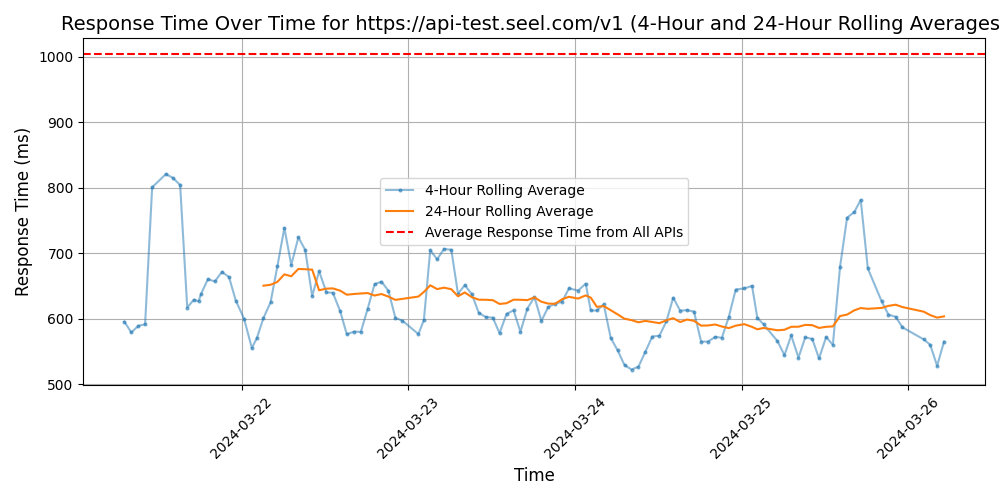 Response Time Over Time for https://api-test.seel.com/v1 (4-Hour and 24-Hour Rolling Averages
Response Time (ms)
1000
900
800
700
600
500
4-Hour Rolling Average
24-Hour Rolling Average
Average Response Time from All APIs
2024-03-22
2024-03-23
2024-03-24
2024-03-25
2024-03-26
Time